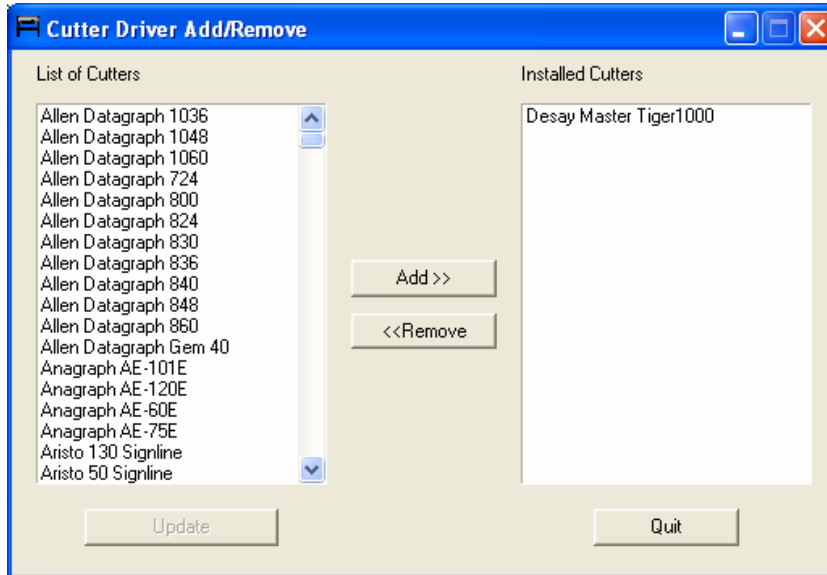 Cutter Driver Add/Remove
List of Cutters
Installed Cutters
Allen Datagraph 1036
Allen Datagraph 1048
Allen Datagraph 1060
Allen Datagraph 724
Allen Datagraph 800
Allen Datagraph 824
Allen Datagraph 830
Allen Datagraph 836
Allen Datagraph 840
Allen Datagraph 848
Allen Datagraph 860
Allen Datagraph Gem 40
Anagraph AE-101E
Anagraph AE-120E
Anagraph AE-60E
Anagraph AE-75E
Aristo 130 Signline
Aristo 50 Signline
Add >>
<<Remove
Desay Master Tiger1000
Update
Quit